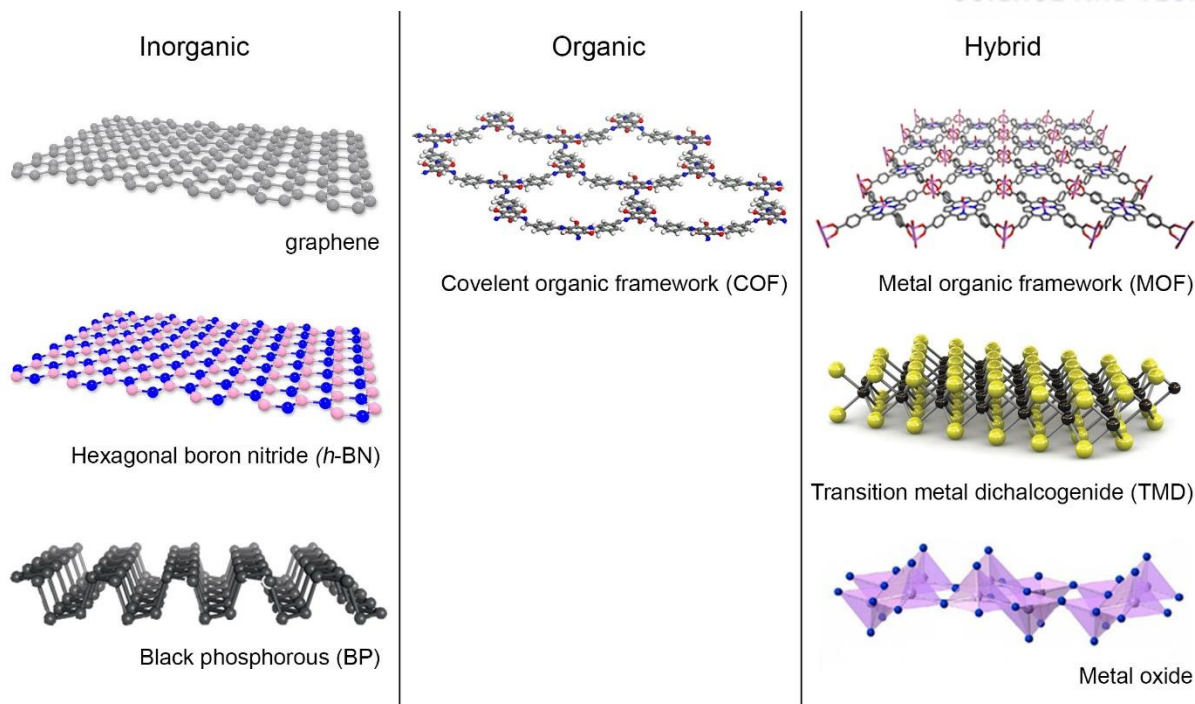 Inorganic
graphene
Hexagonal boron nitride (h-BN)
Black phosphorous (BP)
Organic
Covelent organic framework (COF)
Hybrid
Metal organic framework (MOF)
Transition metal dichalcogenide (TMD)
Metal oxide